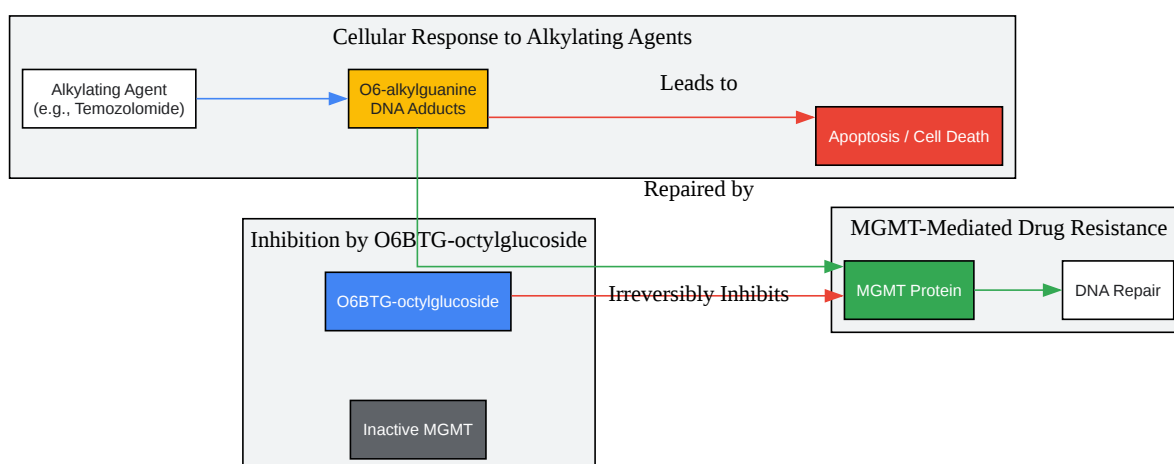 Cellular Response to Alkylating Agents
Alkylating Agent
(e.g., Temozolomide)
O6-alkylguanine
DNA Adducts
Leads to
Apoptosis / Cell Death
Repaired by
Inhibition by O6BTG-octylglucoside
MGMT-Mediated Drug Resistance
O6BTG-octylglucoside
Irreversibly Inhibits
MGMT Protein
DNA Repair
Inactive MGMT